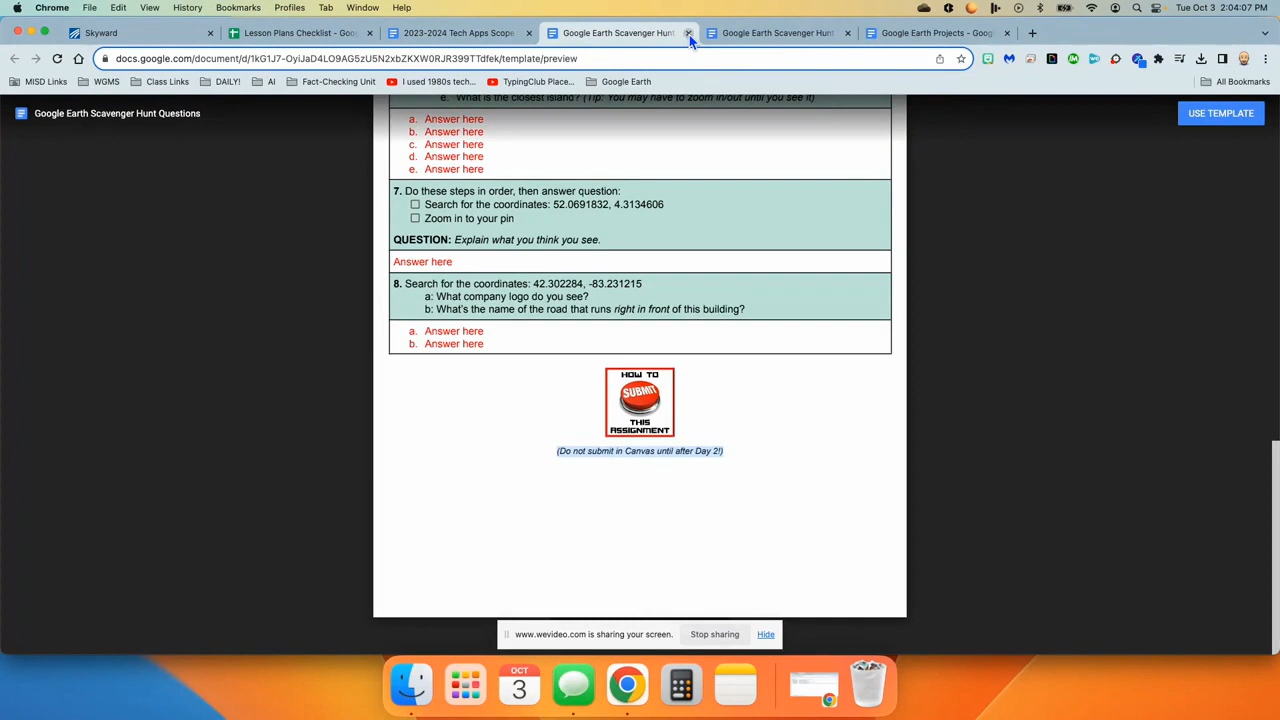 Chrome File Edit View History Bookmarks Profiles Tab Window Help
Tue Oct 3 2:04:07 PM
Skyward
Lesson Plans Checklist - Goog
2023-2024 Tech Apps Scope
Google Earth Scavenger Hunt
Google Earth Scavenger Hunt
Google Earth Projects - Googl
docs.google.com/document/d/1kG1J7-OyiJaD4LO9AG5zU5N2xbZKXW0RJR399TTdfek/template/preview
MISD Links
WGMS
Class Links
DAILY!
AI
Fact-Checking Unit
I used 1980s tech...
TypingClub Place...
Google Earth
All Bookmarks
Google Earth Scavenger Hunt Questions
USE TEMPLATE
e. What is the closest island? (Tip: You may have to zoom in/out until you see it)
a. Answer here
b. Answer here
c. Answer here
d. Answer here
e. Answer here
7. Do these steps in order, then answer question:
Search for the coordinates: 52.0691832, 4.3134606
Zoom in to your pin
QUESTION: Explain what you think you see.
Answer here
8. Search for the coordinates: 42.302284, -83.231215
a: What company logo do you see?
b: What's the name of the road that runs right in front of this building?
a. Answer here
b. Answer here
HOW TO
SUBMIT
THIS
ASSIGNMENT
(Do not submit in Canvas until after Day 2!)
www.wevideo.com is sharing your screen.
Stop sharing
Hide
OCT
3